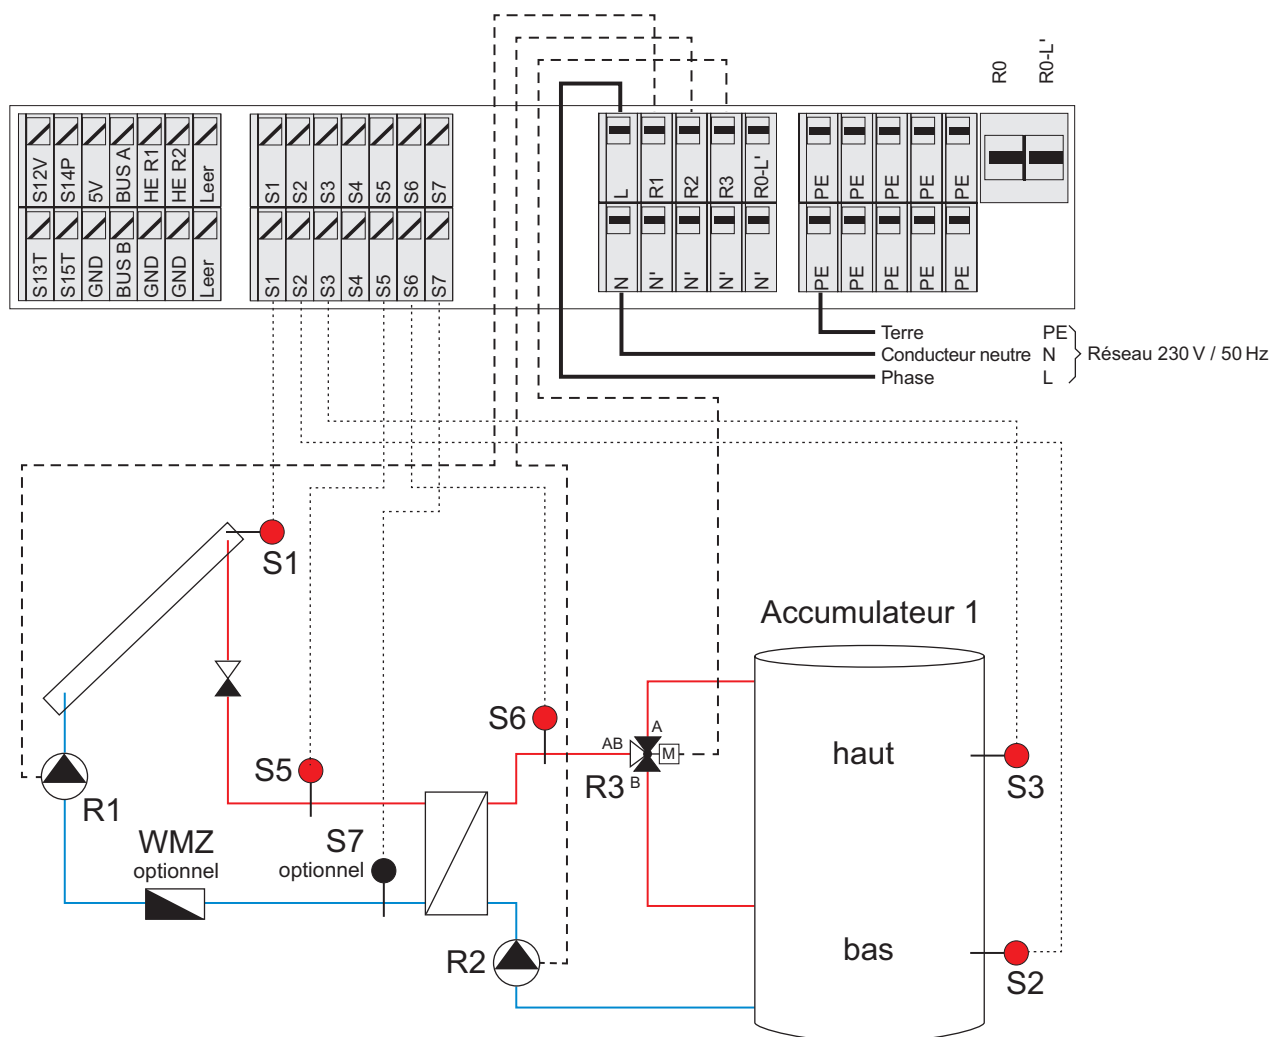 R0
R0-L'
S12V
S14P
5V
BUS A
HE R1
HE R2
Leer
S1
S2
S3
S4
S5
S6
S7
L
R1
R2
R3
R0-L'
PE
PE
PE
PE
PE
S13T
S15T
GND
BUS B
GND
GND
Leer
S1
S2
S3
S4
S5
S6
S7
N
N'
N'
N'
N'
PE
PE
PE
PE
PE
Terre PE
Conducteur neutre N
Phase L
Réseau 230 V / 50 Hz
S1
Accumulateur 1
S6
A
AB
M
R3
B
haut
S3
S5
R1
WMZ
optionnel
S7
optionnel
R2
bas
S2